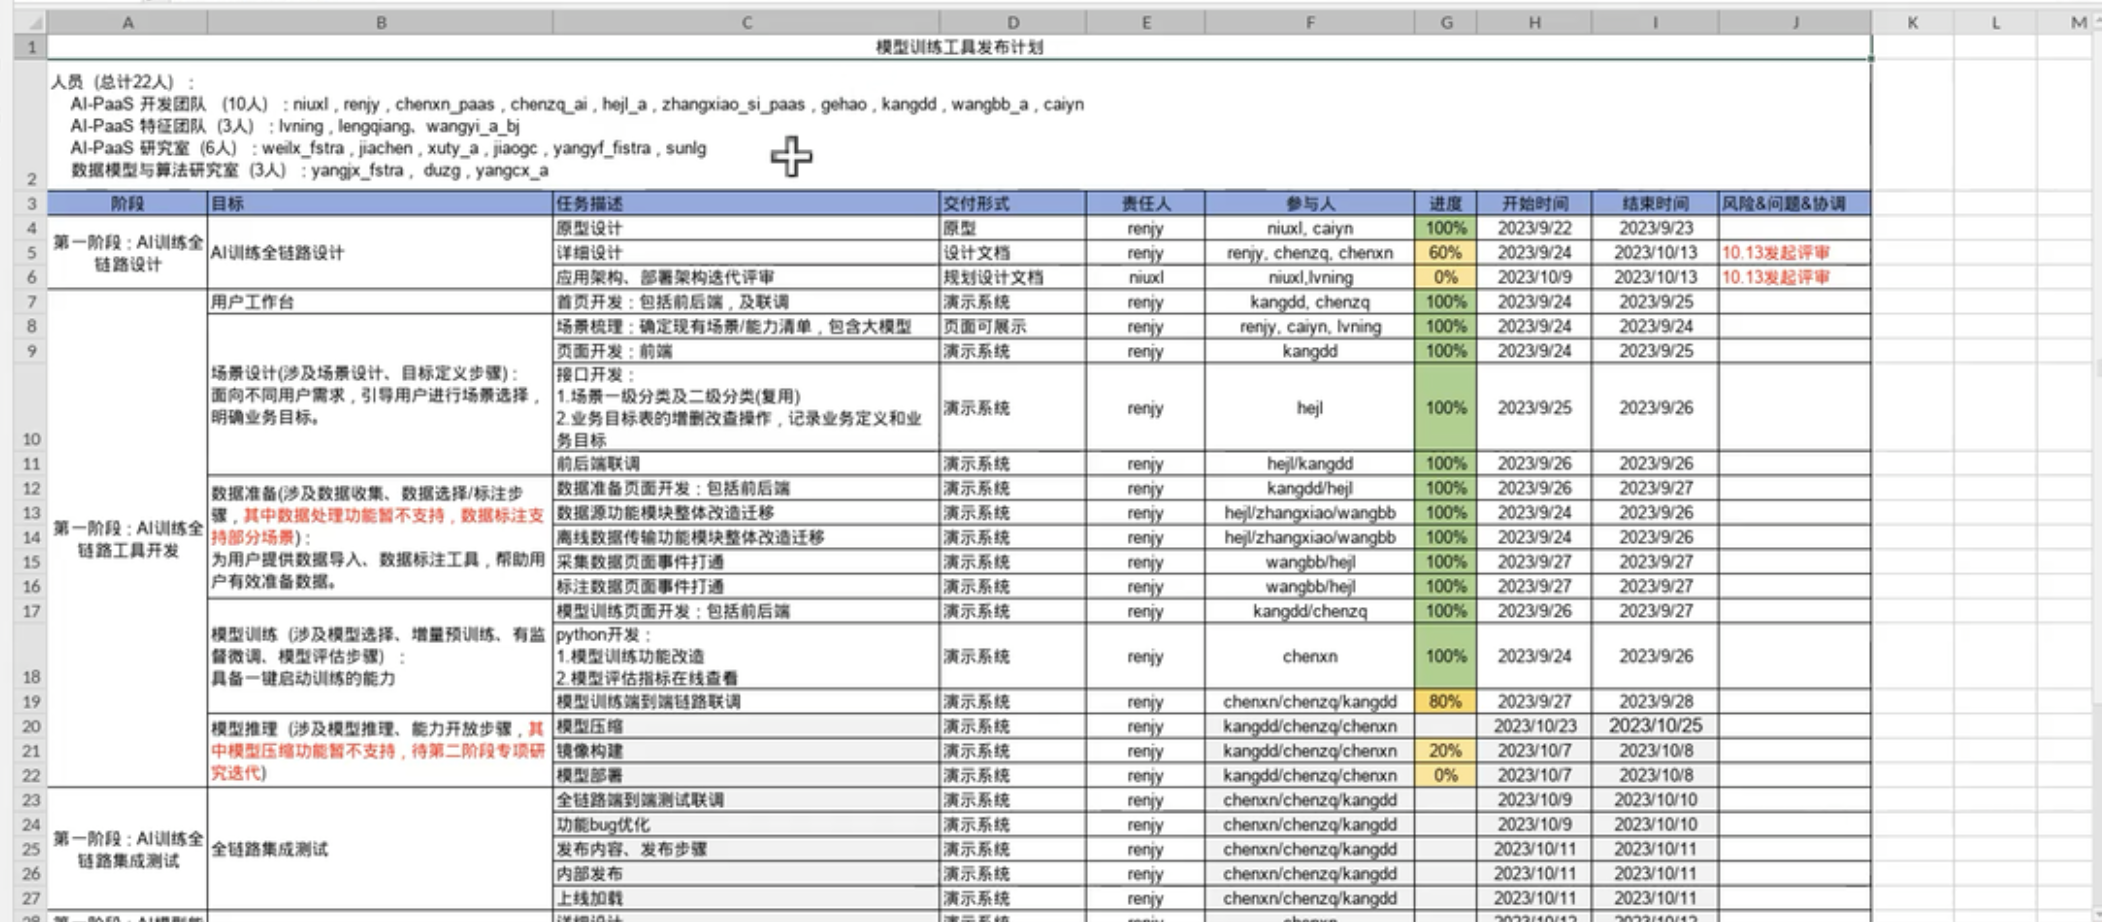 A B C D E F G H I J K L M
1 模型训练工具发布计划
人员（总计22人）：
AI-PaaS 开发团队 （10人）：niuxl , renjy , chenxn_paas , chenzq_ai , hejl_a , zhangxiao_si_paas , gehao , kangdd , wangbb_a , caiyn
AI-PaaS 特征团队（3人）：lvning , lengqiang、wangyi_a_bj
AI-PaaS 研究室（6人）：weilx_fstra , jiachen , xuty_a , jiaogc , yangyf_fistra , sunlg
数据模型与算法研究室（3人）：yangjx_fstra , duzg , yangcx_a
2
3 阶段 目标 任务描述 交付形式 责任人 参与人 进度 开始时间 结束时间 风险&问题&协调
第一阶段：AI训练全
链路设计
AI训练全链路设计
4 原型设计 原型 renjy niuxl, caiyn 100% 2023/9/22 2023/9/23
5 详细设计 设计文档 renjy renjy, chenzq, chenxn 60% 2023/9/24 2023/10/13 10.13发起评审
6 应用架构、部署架构迭代评审 规划设计文档 niuxl niuxl,lvning 0% 2023/10/9 2023/10/13 10.13发起评审
第一阶段：AI训练全
链路工具开发
7 用户工作台 首页开发：包括前后端，及联调 演示系统 renjy kangdd, chenzq 100% 2023/9/24 2023/9/25
场景设计(涉及场景设计、目标定义步骤)：
面向不同用户需求，引导用户进行场景选择，
明确业务目标。
8 场景梳理：确定现有场景/能力清单，包含大模型 页面可展示 renjy renjy, caiyn, lvning 100% 2023/9/24 2023/9/24
9 页面开发：前端 演示系统 renjy kangdd 100% 2023/9/24 2023/9/25
接口开发：
1.场景一级分类及二级分类(复用)
2.业务目标表的增删改查操作，记录业务定义和业
务目标
10 演示系统 renjy hejl 100% 2023/9/25 2023/9/26
11 前后端联调 演示系统 renjy hejl/kangdd 100% 2023/9/26 2023/9/26
数据准备(涉及数据收集、数据选择/标注步
骤，其中数据处理功能暂不支持，数据标注支
持部分场景)：
为用户提供数据导入、数据标注工具，帮助用
户有效准备数据。
12 数据准备页面开发：包括前后端 演示系统 renjy kangdd/hejl 100% 2023/9/26 2023/9/27
13 数据源功能模块整体改造迁移 演示系统 renjy hejl/zhangxiao/wangbb 100% 2023/9/24 2023/9/26
14 离线数据传输功能模块整体改造迁移 演示系统 renjy hejl/zhangxiao/wangbb 100% 2023/9/24 2023/9/26
15 采集数据页面事件打通 演示系统 renjy wangbb/hejl 100% 2023/9/27 2023/9/27
16 标注数据页面事件打通 演示系统 renjy wangbb/hejl 100% 2023/9/27 2023/9/27
模型训练（涉及模型选择、增量预训练、有监
督微调、模型评估步骤）：
具备一键启动训练的能力
17 模型训练页面开发：包括前后端 演示系统 renjy kangdd/chenzq 100% 2023/9/26 2023/9/27
python开发：
1.模型训练功能改造
2.模型评估指标在线查看
18 演示系统 renjy chenxn 100% 2023/9/24 2023/9/26
19 模型训练端到端链路联调 演示系统 renjy chenxn/chenzq/kangdd 80% 2023/9/27 2023/9/28
模型推理（涉及模型推理、能力开放步骤，其
中模型压缩功能暂不支持，待第二阶段专项研
究迭代)
20 模型压缩 演示系统 renjy kangdd/chenzq/chenxn 2023/10/23 2023/10/25
21 镜像构建 演示系统 renjy kangdd/chenzq/chenxn 20% 2023/10/7 2023/10/8
22 模型部署 演示系统 renjy kangdd/chenzq/chenxn 0% 2023/10/7 2023/10/8
第一阶段：AI训练全
链路集成测试
全链路集成测试
23 全链路端到端测试联调 演示系统 renjy chenxn/chenzq/kangdd 2023/10/9 2023/10/10
24 功能bug优化 演示系统 renjy chenxn/chenzq/kangdd 2023/10/9 2023/10/10
25 发布内容、发布步骤 演示系统 renjy chenxn/chenzq/kangdd 2023/10/11 2023/10/11
26 内部发布 演示系统 renjy chenxn/chenzq/kangdd 2023/10/11 2023/10/11
27 上线加载 演示系统 renjy chenxn/chenzq/kangdd 2023/10/11 2023/10/11